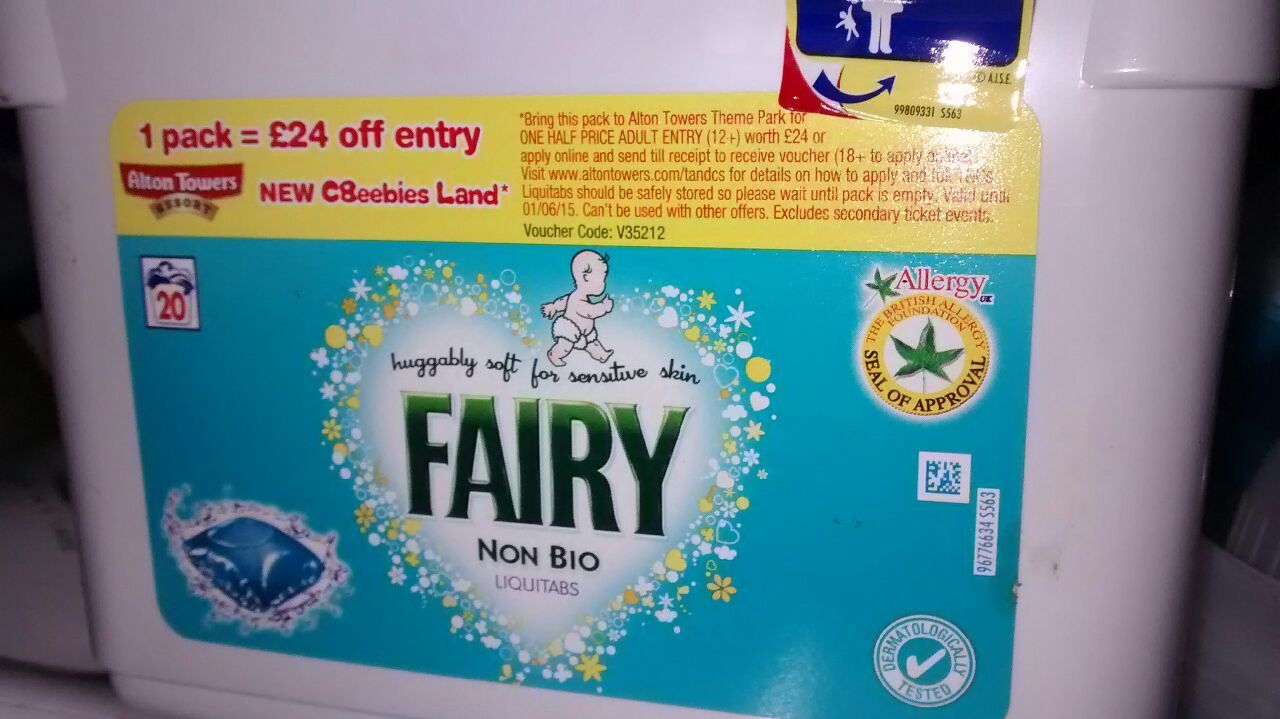 © A.I.S.E.
99809331 S563
1 pack = £24 off entry
Alton Towers
RESORT
NEW CBeebies Land*
*Bring this pack to Alton Towers Theme Park for
ONE HALF PRICE ADULT ENTRY (12+) worth £24 or
apply online and send till receipt to receive voucher (18+ to apply online)
Visit www.altontowers.com/tandcs for details on how to apply and full
Liquitabs should be safely stored so please wait until pack is empty. Valid until
01/06/15. Can't be used with other offers. Excludes secondary ticket events.
Voucher Code: V35212
20
Allergy UK
THE BRITISH ALLERGY
FOUNDATION
SEAL OF APPROVAL
huggably soft for sensitive skin
FAIRY
NON BIO
LIQUITABS
96776634 S563
DERMATOLOGICALLY
TESTED